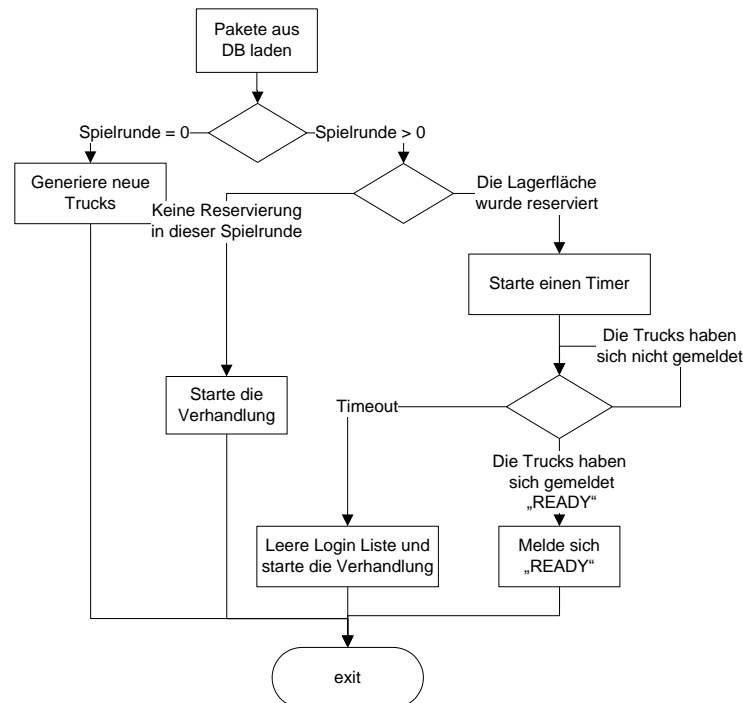 Pakete aus
DB laden
Spielrunde = 0
Spielrunde > 0
Generiere neue
Trucks
Keine Reservierung
in dieser Spielrunde
Die Lagerfläche
wurde reserviert
Starte einen Timer
Die Trucks haben
sich nicht gemeldet
Starte die
Verhandlung
Timeout
Die Trucks haben
sich gemeldet
„READY“
Leere Login Liste und
starte die Verhandlung
Melde sich
„READY“
exit